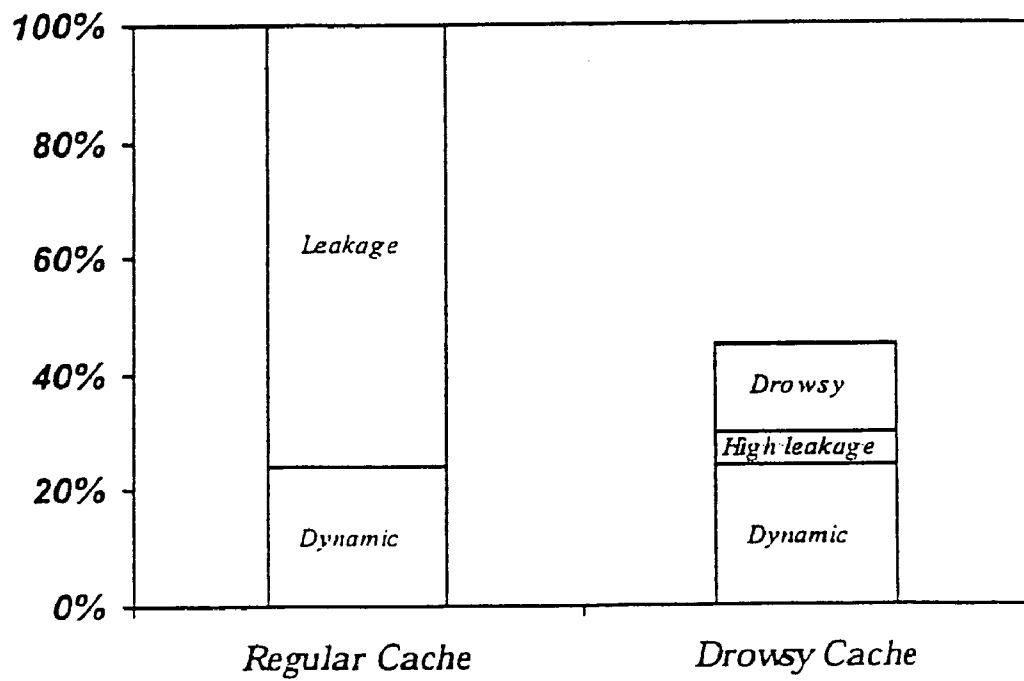 100%
80%
60%
40%
20%
0%
Leakage
Dynamic
Drowsy
High leakage
Dynamic
Regular Cache
Drowsy Cache